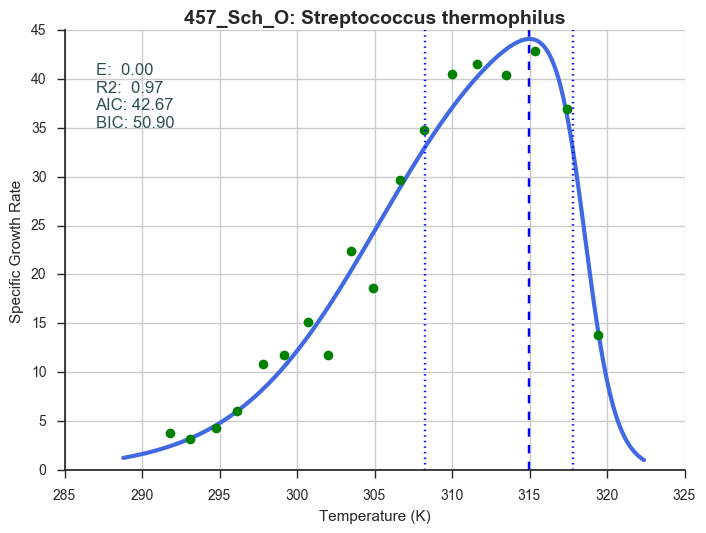 457_Sch_O: Streptococcus thermophilus
E:  0.00
R2:  0.97
AIC: 42.67
BIC: 50.90
Specific Growth Rate
45
40
35
30
25
20
15
10
5
0
285 290 295 300 305 310 315 320 325
Temperature (K)